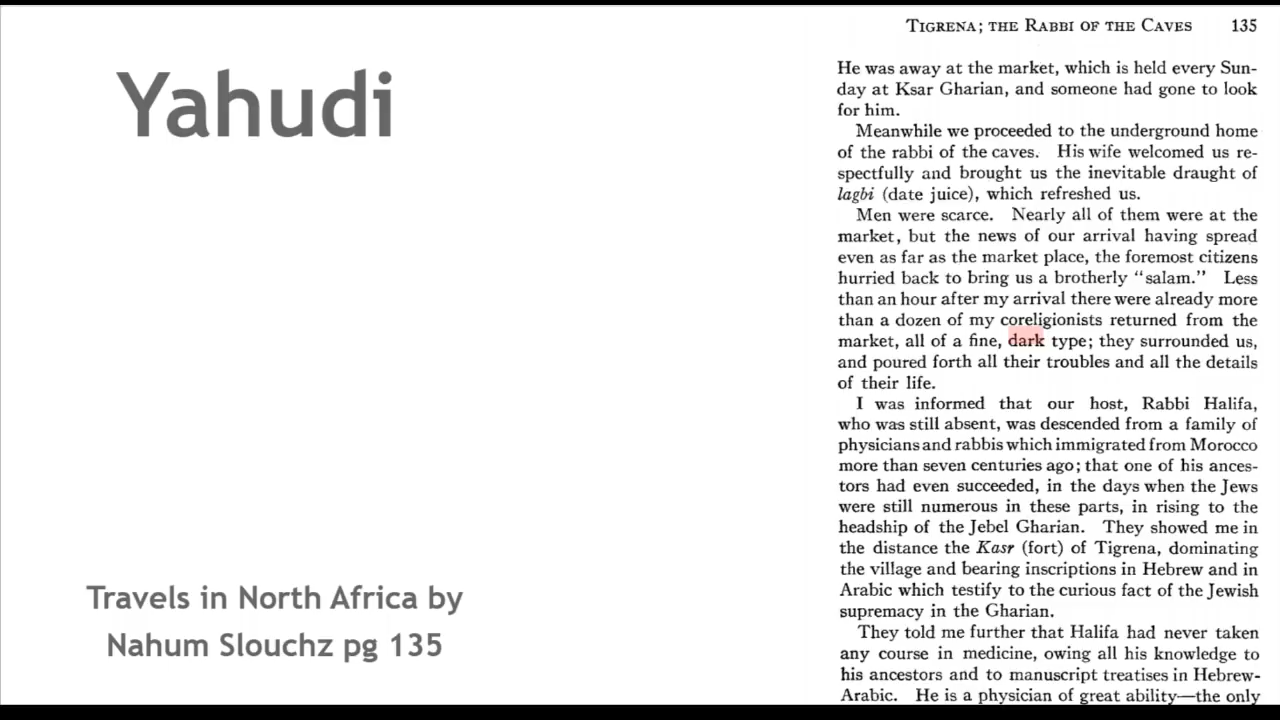 Yahudi
Travels in North Africa by
Nahum Slouchz pg 135
TIGRENA; THE RABBI OF THE CAVES 135
He was away at the market, which is held every Sun-
day at Ksar Gharian, and someone had gone to look
for him.
Meanwhile we proceeded to the underground home
of the rabbi of the caves. His wife welcomed us re-
spectfully and brought us the inevitable draught of
lagbi (date juice), which refreshed us.
Men were scarce. Nearly all of them were at the
market, but the news of our arrival having spread
even as far as the market place, the foremost citizens
hurried back to bring us a brotherly "salam." Less
than an hour after my arrival there were already more
than a dozen of my coreligionists returned from the
market, all of a fine, dark type; they surrounded us,
and poured forth all their troubles and all the details
of their life.
I was informed that our host, Rabbi Halifa,
who was still absent, was descended from a family of
physicians and rabbis which immigrated from Morocco
more than seven centuries ago; that one of his ances-
tors had even succeeded, in the days when the Jews
were still numerous in these parts, in rising to the
headship of the Jebel Gharian. They showed me in
the distance the Kasr (fort) of Tigrena, dominating
the village and bearing inscriptions in Hebrew and in
Arabic which testify to the curious fact of the Jewish
supremacy in the Gharian.
They told me further that Halifa had never taken
any course in medicine, owing all his knowledge to
his ancestors and to manuscript treatises in Hebrew-
Arabic. He is a physician of great ability—the only